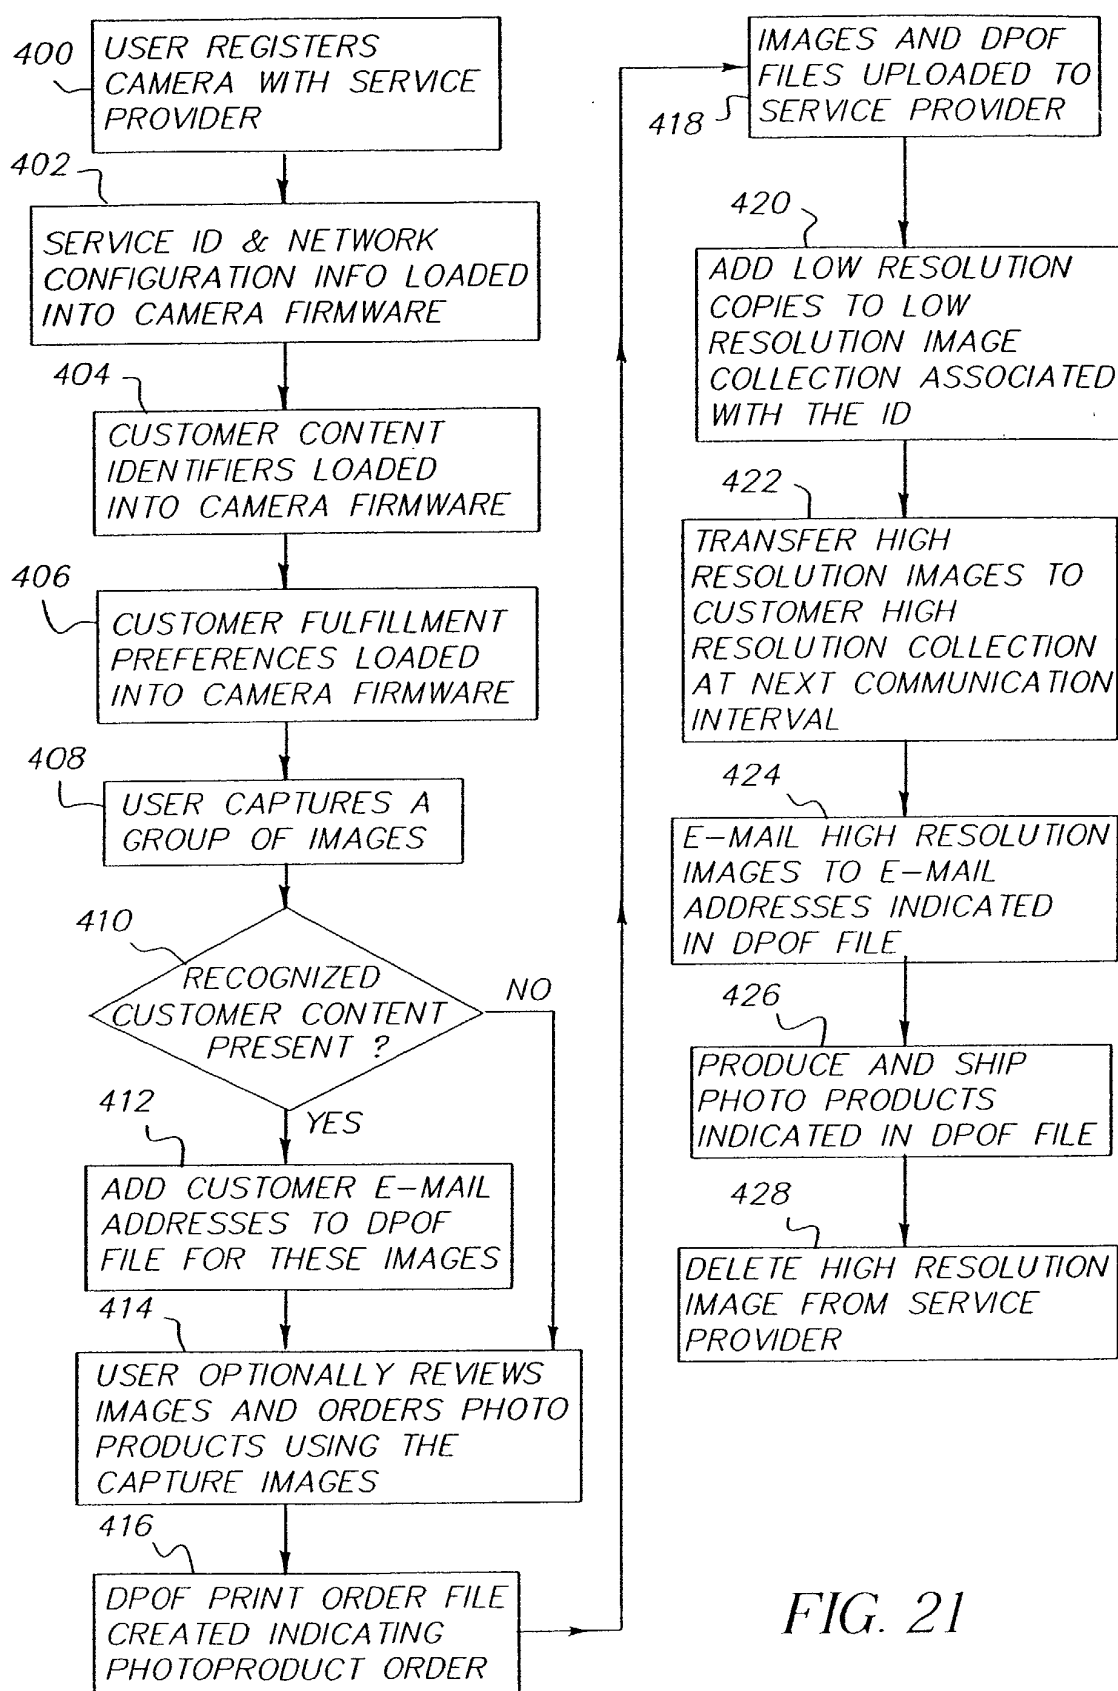 400
USER REGISTERS
CAMERA WITH SERVICE
PROVIDER
402
SERVICE ID & NETWORK
CONFIGURATION INFO LOADED
INTO CAMERA FIRMWARE
404
CUSTOMER CONTENT
IDENTIFIERS LOADED
INTO CAMERA FIRMWARE
406
CUSTOMER FULFILLMENT
PREFERENCES LOADED
INTO CAMERA FIRMWARE
408
USER CAPTURES A
GROUP OF IMAGES
410
RECOGNIZED
CUSTOMER CONTENT
PRESENT ?
NO
YES
412
ADD CUSTOMER E-MAIL
ADDRESSES TO DPOF
FILE FOR THESE IMAGES
414
USER OPTIONALLY REVIEWS
IMAGES AND ORDERS PHOTO
PRODUCTS USING THE
CAPTURE IMAGES
416
DPOF PRINT ORDER FILE
CREATED INDICATING
PHOTOPRODUCT ORDER
IMAGES AND DPOF
FILES UPLOADED TO
SERVICE PROVIDER
418
420
ADD LOW RESOLUTION
COPIES TO LOW
RESOLUTION IMAGE
COLLECTION ASSOCIATED
WITH THE ID
422
TRANSFER HIGH
RESOLUTION IMAGES TO
CUSTOMER HIGH
RESOLUTION COLLECTION
AT NEXT COMMUNICATION
INTERVAL
424
E-MAIL HIGH RESOLUTION
IMAGES TO E-MAIL
ADDRESSES INDICATED
IN DPOF FILE
426
PRODUCE AND SHIP
PHOTO PRODUCTS
INDICATED IN DPOF FILE
428
DELETE HIGH RESOLUTION
IMAGE FROM SERVICE
PROVIDER
FIG. 21